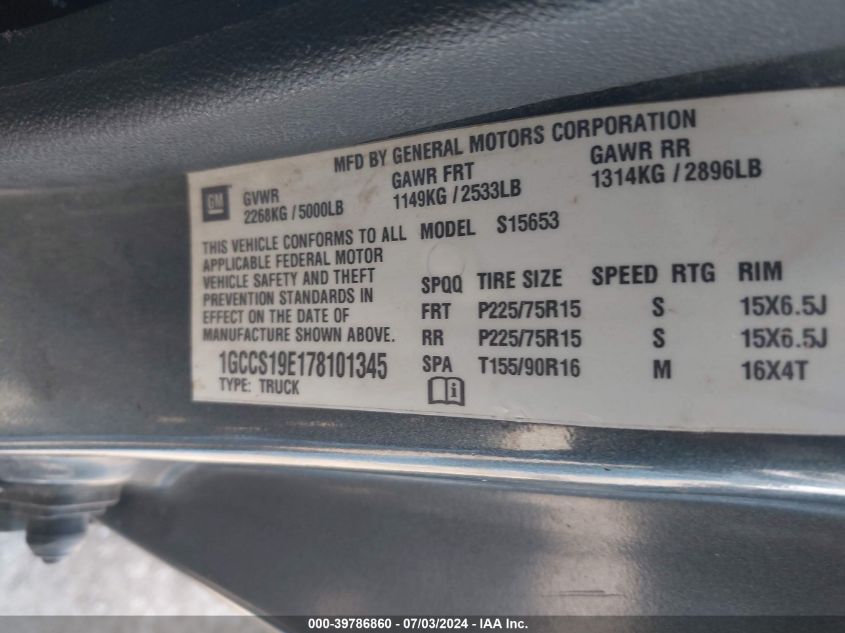 MFD BY GENERAL MOTORS CORPORATION
GM
GVWR
2268KG / 5000LB
GAWR FRT
1149KG / 2533LB
GAWR RR
1314KG / 2896LB
THIS VEHICLE CONFORMS TO ALL
APPLICABLE FEDERAL MOTOR
VEHICLE SAFETY AND THEFT
PREVENTION STANDARDS IN
EFFECT ON THE DATE OF
MANUFACTURE SHOWN ABOVE.
1GCCS19E178101345
TYPE: TRUCK
MODEL S15653
SPQQ TIRE SIZE SPEED RTG RIM
FRT P225/75R15 S 15X6.5J
RR P225/75R15 S 15X6.5J
SPA T155/90R16 M 16X4T
i
000-39786860 - 07/03/2024 - IAA Inc.